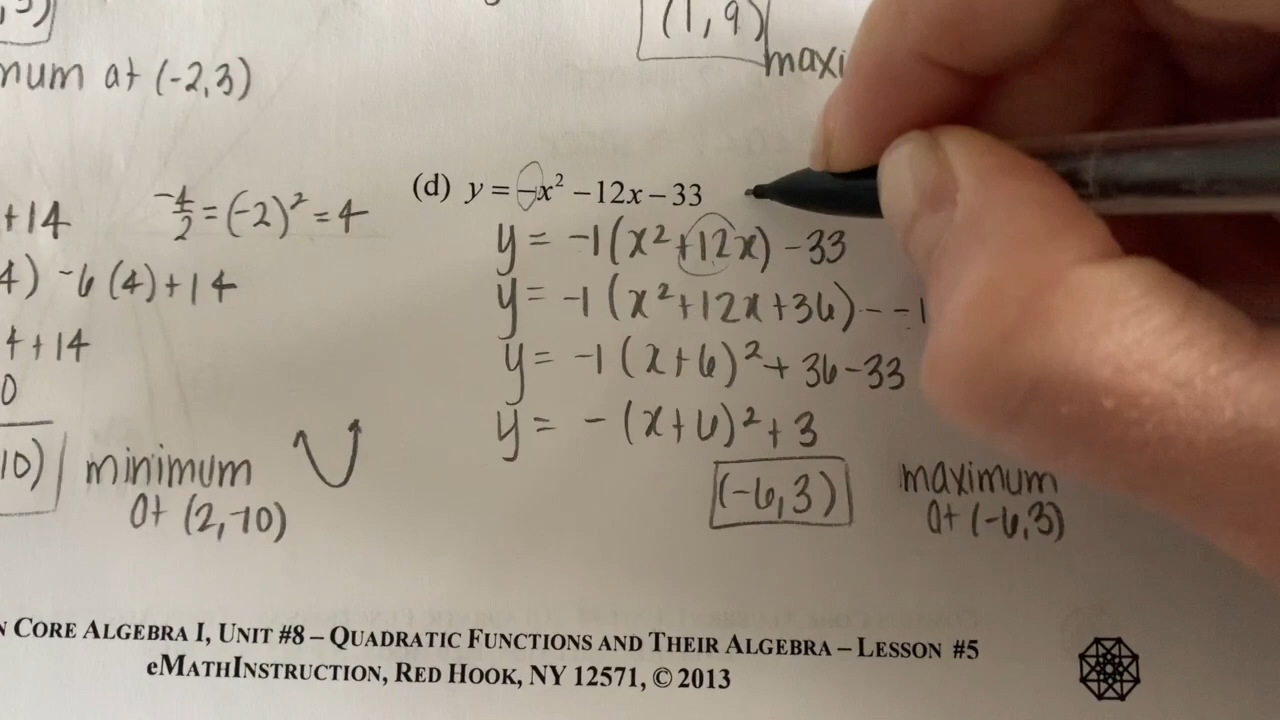 (1,9)
num at (-2,3)
maxi
+14
-4/2 = (-2)² = 4
4) -6(4)+14
4+14
0
10)
minimum
at (2,-10)
(d) y = -x² - 12x - 33
y = -1(x²+12x) - 33
y = -1(x²+12x+36) - -1
y = -1(x+6)² + 36-33
y = -(x+6)² + 3
(-6,3)
maximum
at (-6,3)
N CORE ALGEBRA I, UNIT #8 – QUADRATIC FUNCTIONS AND THEIR ALGEBRA – LESSON #5
eMATHINSTRUCTION, RED HOOK, NY 12571, © 2013